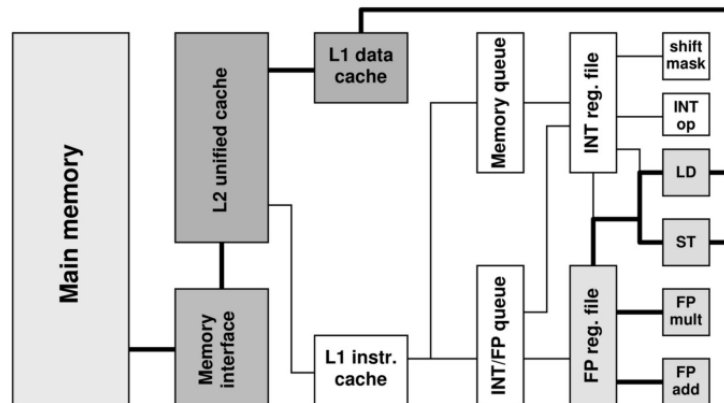 Main memory
L2 unified cache
Memory
interface
L1 data
cache
L1 instr.
cache
Memory queue
INT/FP queue
INT reg. file
FP reg. file
shift
mask
INT
op
LD
ST
FP
mult
FP
add